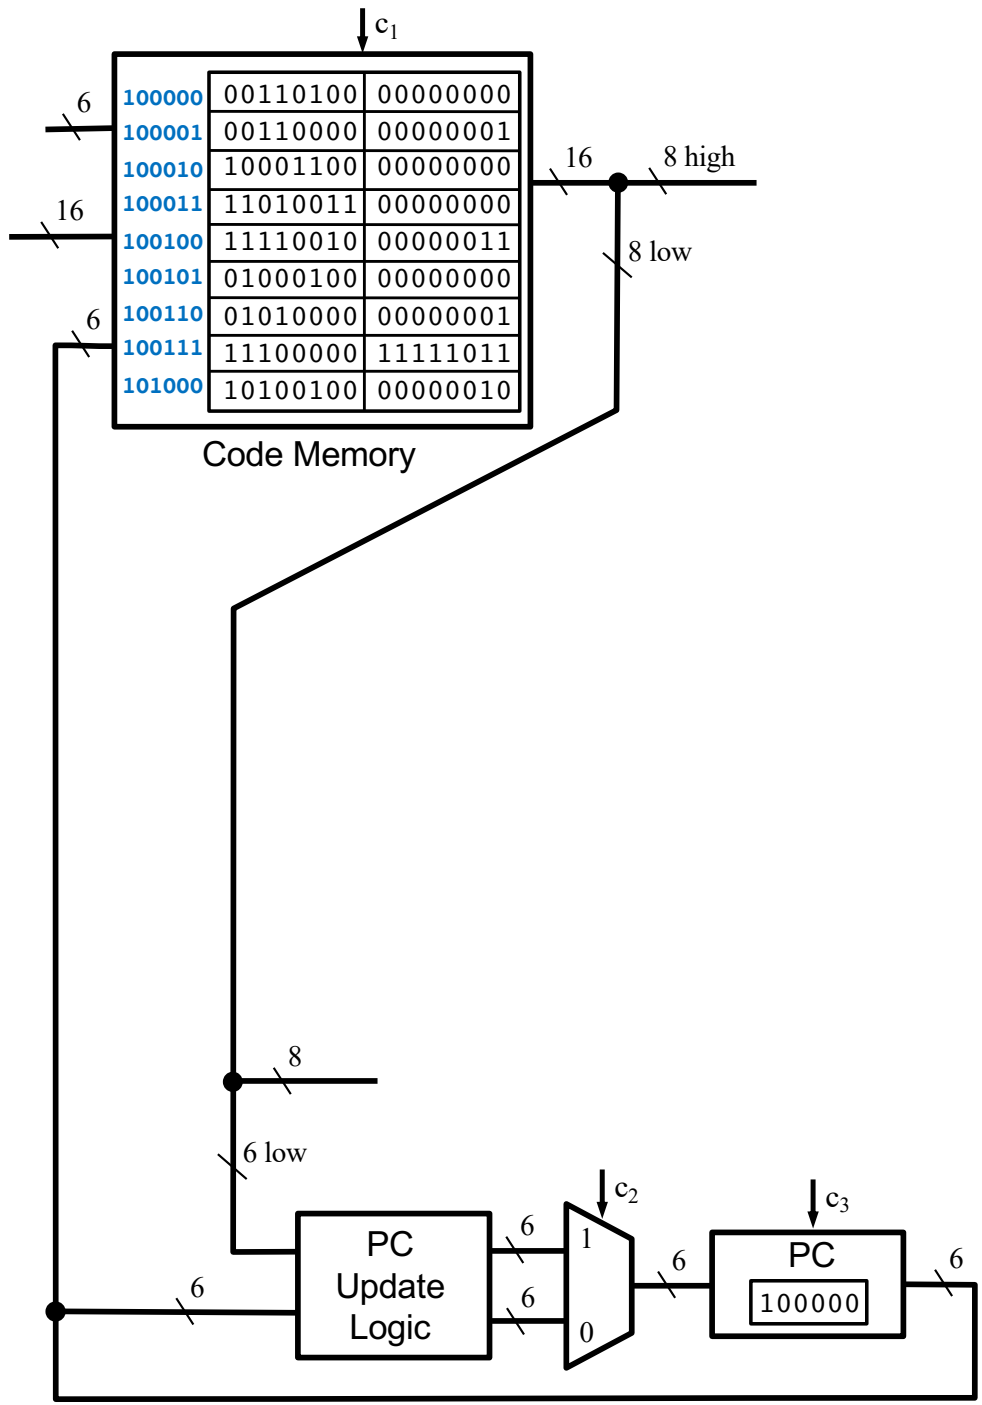 c1
6
16
6
100000 00110100 00000000
100001 00110000 00000001
100010 10001100 00000000
100011 11010011 00000000
100100 11110010 00000011
100101 01000100 00000000
100110 01010000 00000001
100111 11100000 11111011
101000 10100100 00000010
Code Memory
16
8 high
8 low
8
6 low
6
PC
Update
Logic
6
6
c2
1
0
6
c3
PC
100000
6